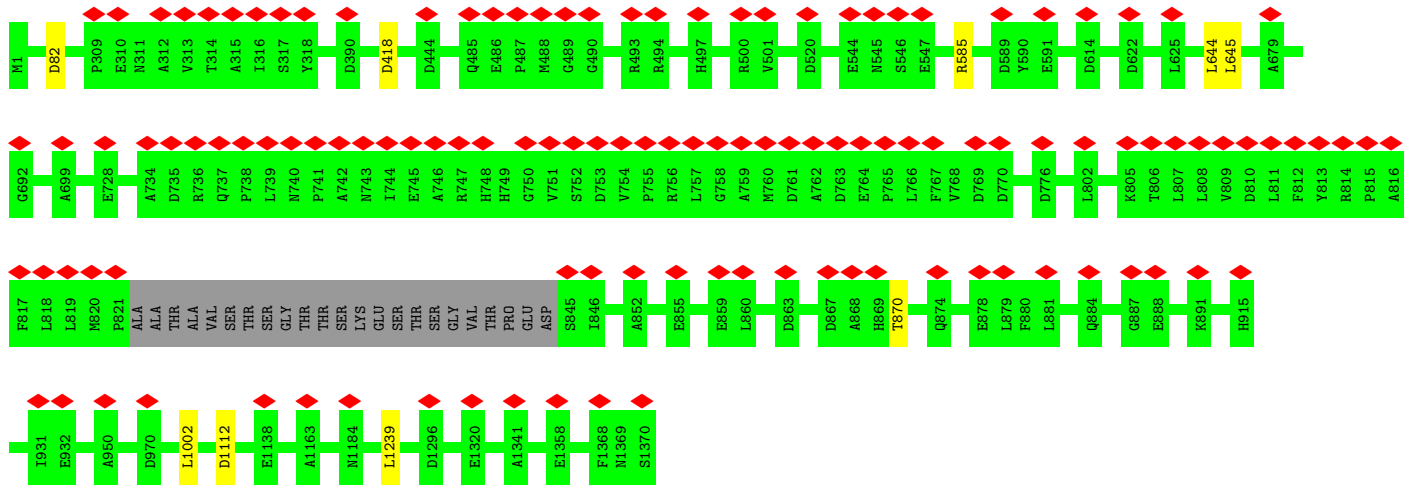 M1 D82 P309 E310 N311 A312 V313 T314 A315 I316 S317 Y318 D390 D418 D444 Q485 E486 P487 M488 G489 G490 R493 R494 H497 R500 V501 D520 E544 N545 S546 E547 R585 D589 Y590 E591 D614 D622 L625 L644 L645 A679
G692 A699 E728 A734 D735 R736 Q737 P738 L739 N740 P741 A742 N743 I744 E745 A746 R747 H748 H749 G750 V751 S752 D753 V754 P755 R756 L757 G758 A759 M760 D761 A762 D763 E764 P765 L766 F767 V768 D769 D770 D776 L802 K805 T806 L807 L808 V809 D810 L811 F812 Y813 R814 P815 A816
F817 L818 L819 M820 P821 ALA ALA THR ALA VAL SER THR SER GLY THR THR SER LYS GLU SER THR SER GLY VAL THR PRO GLU ASP S845 I846 A852 E855 E859 L860 D863 D867 A868 H869 T870 Q874 E878 L879 F880 L881 Q884 G887 E888 K891 H915
I931 E932 A950 D970 L1002 D1112 E1138 A1163 N1184 L1239 D1296 E1320 A1341 E1358 F1368 N1369 S1370